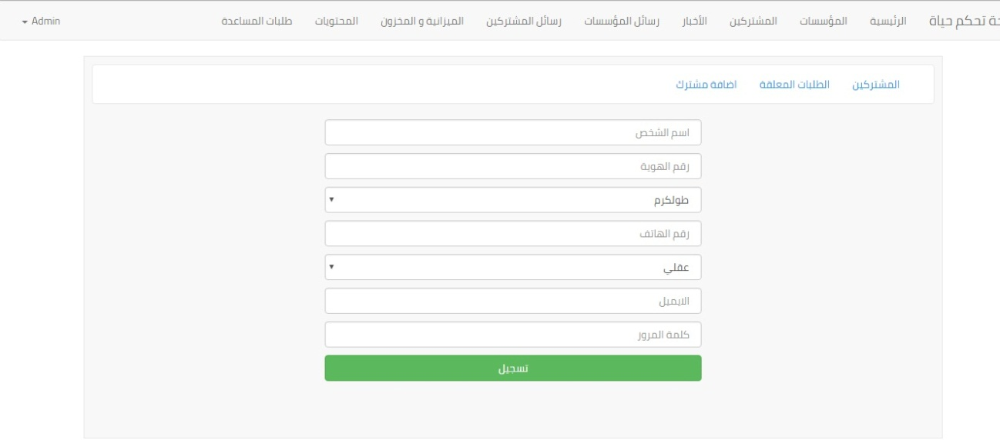 تحكم حياة الرئيسية المؤسسات المشتركين الأخبار رسائل المؤسسات رسائل المشتركين الميزانية و المخزون المحتويات طلبات المساعدة Admin
المشتركين الطلبات المعلقة اضافة مشترك
اسم الشخص
رقم الهوية
طولكرم
رقم الهاتف
عقلي
الايميل
كلمة المرور
تسجيل